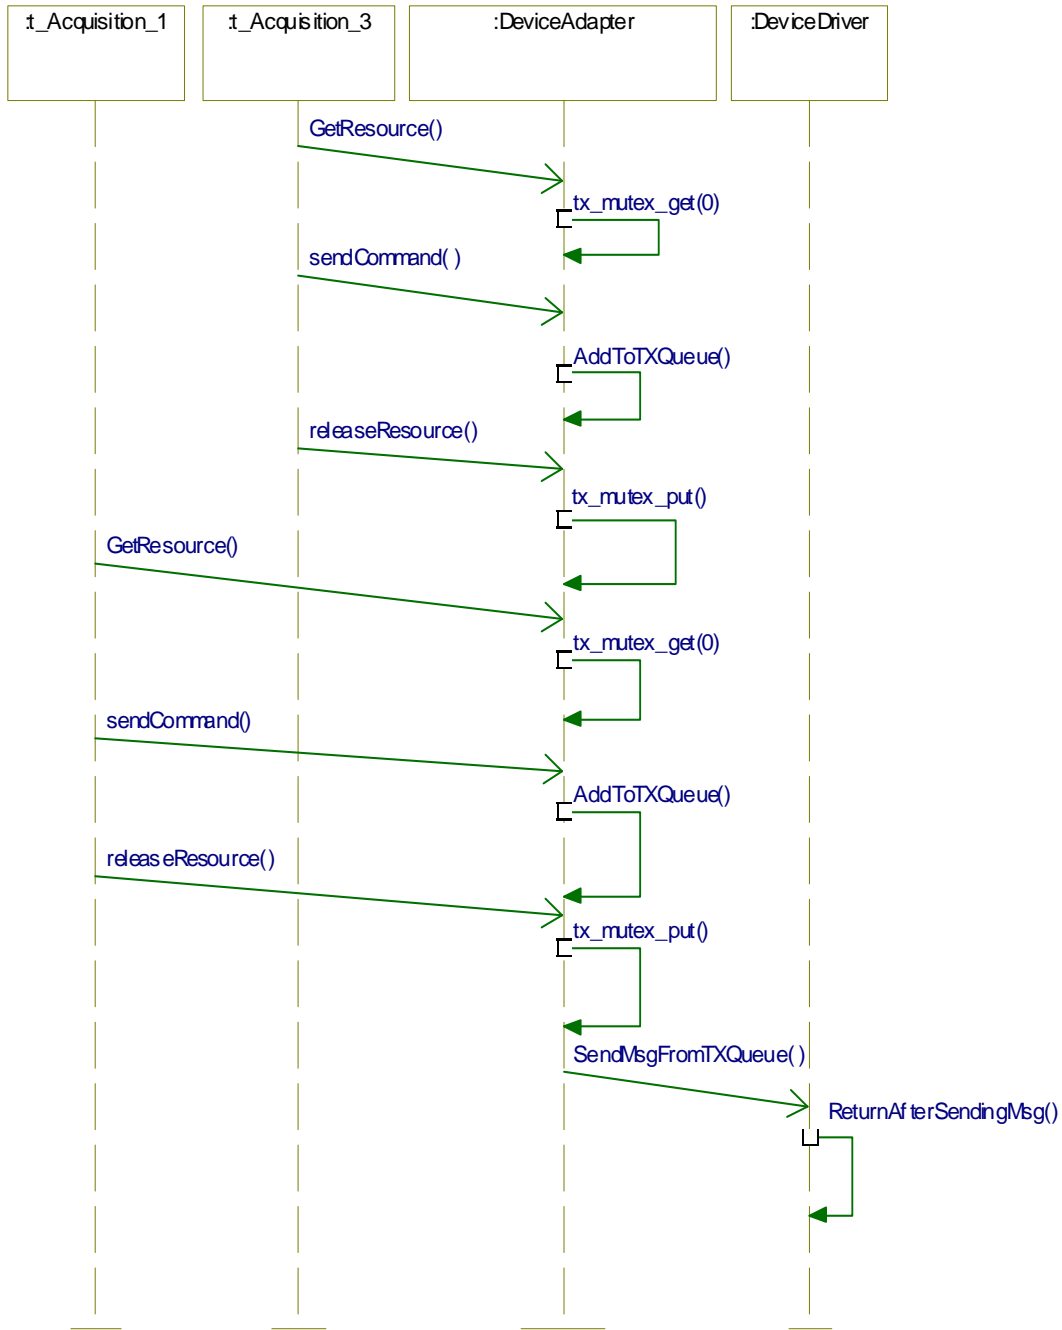 :t_Acquisition_1
:t_Acquisition_3
:DeviceAdapter
:DeviceDriver
GetResource()
tx_mutex_get(0)
sendCommand( )
AddToTXQueue()
releaseResource()
tx_mutex_put()
GetResource()
tx_mutex_get(0)
sendCommand()
AddToTXQueue()
releaseResource()
tx_mutex_put()
SendMsgFromTXQueue( )
ReturnAfterSendingMsg()